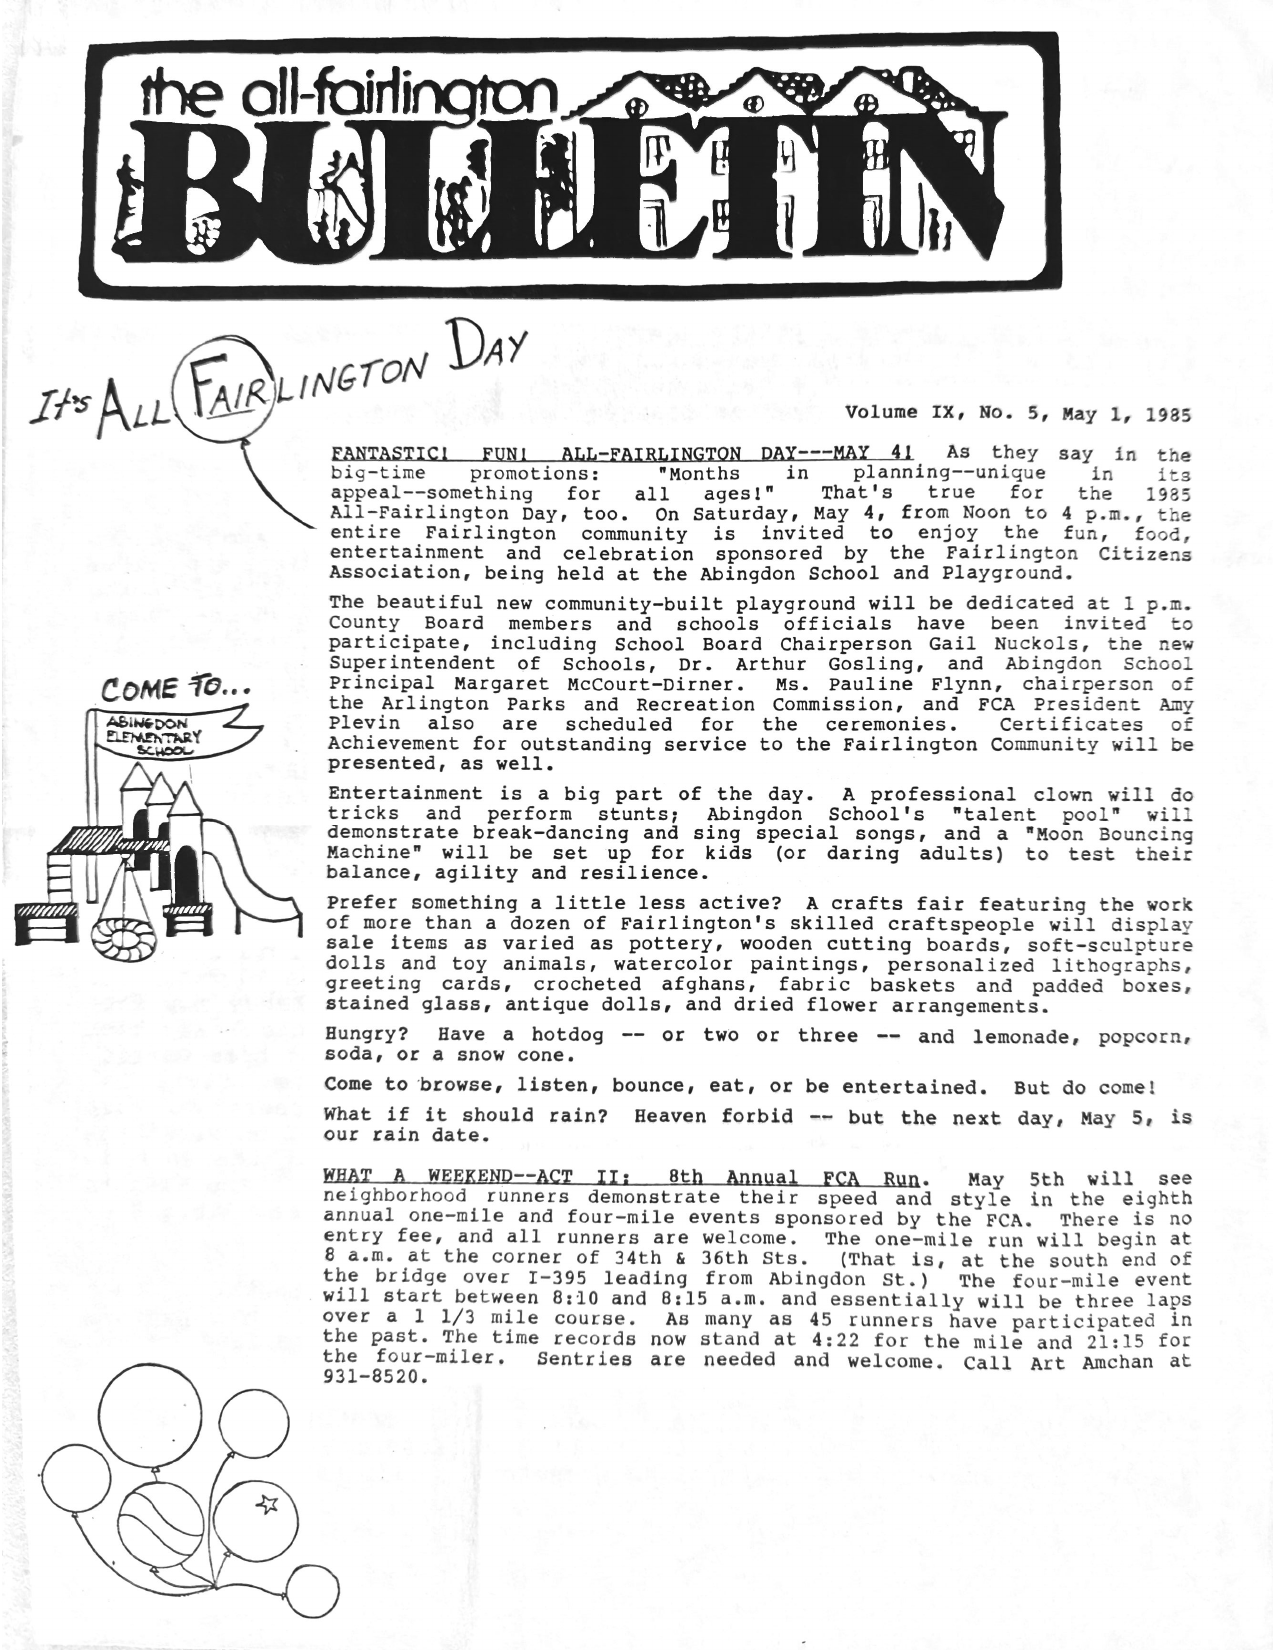 the all-fairlington
BULLETIN
It's ALL FAIRLINGTON DAY
Volume IX, No. 5, May 1, 1985
FANTASTIC! FUN! ALL-FAIRLINGTON DAY---MAY 4! As they say in the
big-time promotions: "Months in planning--unique in its
appeal--something for all ages!" That's true for the 1985
All-Fairlington Day, too. On Saturday, May 4, from Noon to 4 p.m., the
entire Fairlington community is invited to enjoy the fun, food,
entertainment and celebration sponsored by the Fairlington Citizens
Association, being held at the Abingdon School and Playground.
The beautiful new community-built playground will be dedicated at 1 p.m.
County Board members and schools officials have been invited to
participate, including School Board Chairperson Gail Nuckols, the new
Superintendent of Schools, Dr. Arthur Gosling, and Abingdon School
Principal Margaret McCourt-Dirner. Ms. Pauline Flynn, chairperson of
the Arlington Parks and Recreation Commission, and FCA President Amy
Plevin also are scheduled for the ceremonies. Certificates of
Achievement for outstanding service to the Fairlington Community will be
presented, as well.
COME TO...
ABINGDON
ELEMENTARY
SCHOOL
Entertainment is a big part of the day. A professional clown will do
tricks and perform stunts; Abingdon School's "talent pool" will
demonstrate break-dancing and sing special songs, and a "Moon Bouncing
Machine" will be set up for kids (or daring adults) to test their
balance, agility and resilience.
Prefer something a little less active? A crafts fair featuring the work
of more than a dozen of Fairlington's skilled craftspeople will display
sale items as varied as pottery, wooden cutting boards, soft-sculpture
dolls and toy animals, watercolor paintings, personalized lithographs,
greeting cards, crocheted afghans, fabric baskets and padded boxes,
stained glass, antique dolls, and dried flower arrangements.
Hungry? Have a hotdog -- or two or three -- and lemonade, popcorn,
soda, or a snow cone.
Come to browse, listen, bounce, eat, or be entertained. But do come!
What if it should rain? Heaven forbid -- but the next day, May 5, is
our rain date.
WHAT A WEEKEND--ACT II: 8th Annual FCA Run. May 5th will see
neighborhood runners demonstrate their speed and style in the eighth
annual one-mile and four-mile events sponsored by the FCA. There is no
entry fee, and all runners are welcome. The one-mile run will begin at
8 a.m. at the corner of 34th & 36th Sts. (That is, at the south end of
the bridge over I-395 leading from Abingdon St.) The four-mile event
will start between 8:10 and 8:15 a.m. and essentially will be three laps
over a 1 1/3 mile course. As many as 45 runners have participated in
the past. The time records now stand at 4:22 for the mile and 21:15 for
the four-miler. Sentries are needed and welcome. Call Art Amchan at
931-8520.